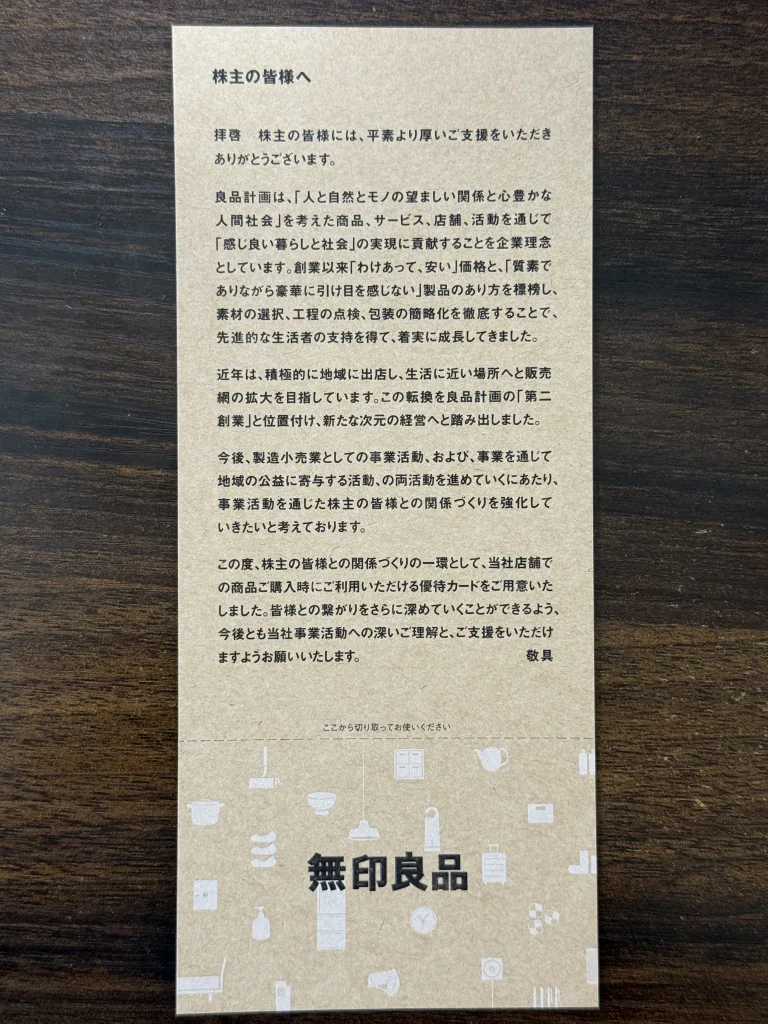 株主の皆様へ
拝啓　株主の皆様には、平素より厚いご支援をいただき
ありがとうございます。
良品計画は、「人と自然とモノの望ましい関係と心豊かな
人間社会」を考えた商品、サービス、店舗、活動を通じて
「感じ良い暮らしと社会」の実現に貢献することを企業理念
としています。創業以来「わけあって、安い」価格と、「質素で
ありながら豪華に引け目を感じない」製品のあり方を標榜し、
素材の選択、工程の点検、包装の簡略化を徹底することで、
先進的な生活者の支持を得て、着実に成長してきました。
近年は、積極的に地域に出店し、生活に近い場所へと販売
網の拡大を目指しています。この転換を良品計画の「第二
創業」と位置付け、新たな次元の経営へと踏み出しました。
今後、製造小売業としての事業活動、および、事業を通じて
地域の公益に寄与する活動、の両活動を進めていくにあたり、
事業活動を通じた株主の皆様との関係づくりを強化して
いきたいと考えております。
この度、株主の皆様との関係づくりの一環として、当社店舗で
の商品ご購入時にご利用いただける優待カードをご用意いた
しました。皆様との繋がりをさらに深めていくことができるよう、
今後とも当社事業活動への深いご理解と、ご支援をいただけ
ますようお願いいたします。　敬具
ここから切り取ってお使いください
無印良品